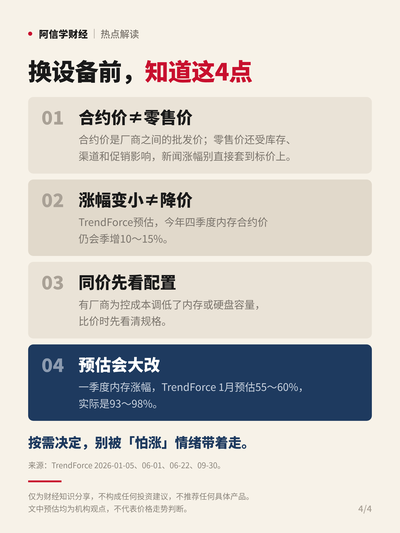 阿信学财经｜热点解读
换设备前，知道这4点
01 合约价≠零售价
合约价是厂商之间的批发价；零售价还受库存、
渠道和促销影响，新闻涨幅别直接套到标价上。
02 涨幅变小≠降价
TrendForce预估，今年四季度内存合约价
仍会季增10～15%。
03 同价先看配置
有厂商为控成本调低了内存或硬盘容量，
比价时先看清规格。
04 预估会大改
一季度内存涨幅，TrendForce 1月预估55～60%，
实际是93～98%。
按需决定，别被「怕涨」情绪带着走。
来源：TrendForce 2026-01-05、06-01、06-22、09-30。
仅为财经知识分享，不构成任何投资建议，不推荐任何具体产品。
文中预估均为机构观点，不代表价格走势判断。
4/4